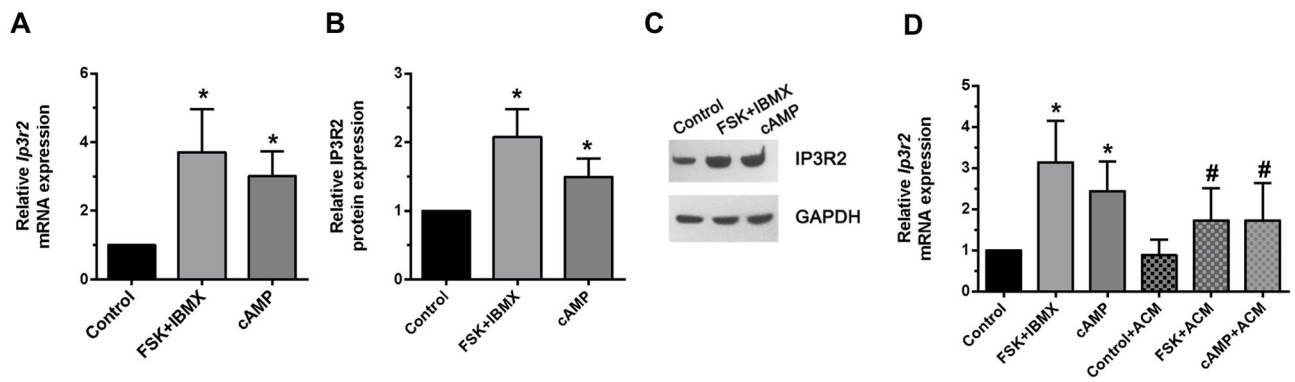 A
Relative Ip3r2
mRNA expression
6
4
2
0
*
*
Control
FSK+IBMX
cAMP
B
Relative IP3R2
protein expression
3
2
1
0
*
*
Control
FSK+IBMX
cAMP
C
Control
FSK+IBMX
cAMP
IP3R2
GAPDH
D
Relative Ip3r2
mRNA expression
5
4
3
2
1
0
*
*
#
#
Control
FSK+IBMX
cAMP
Control+ACM
FSK+ACM
cAMP+ACM